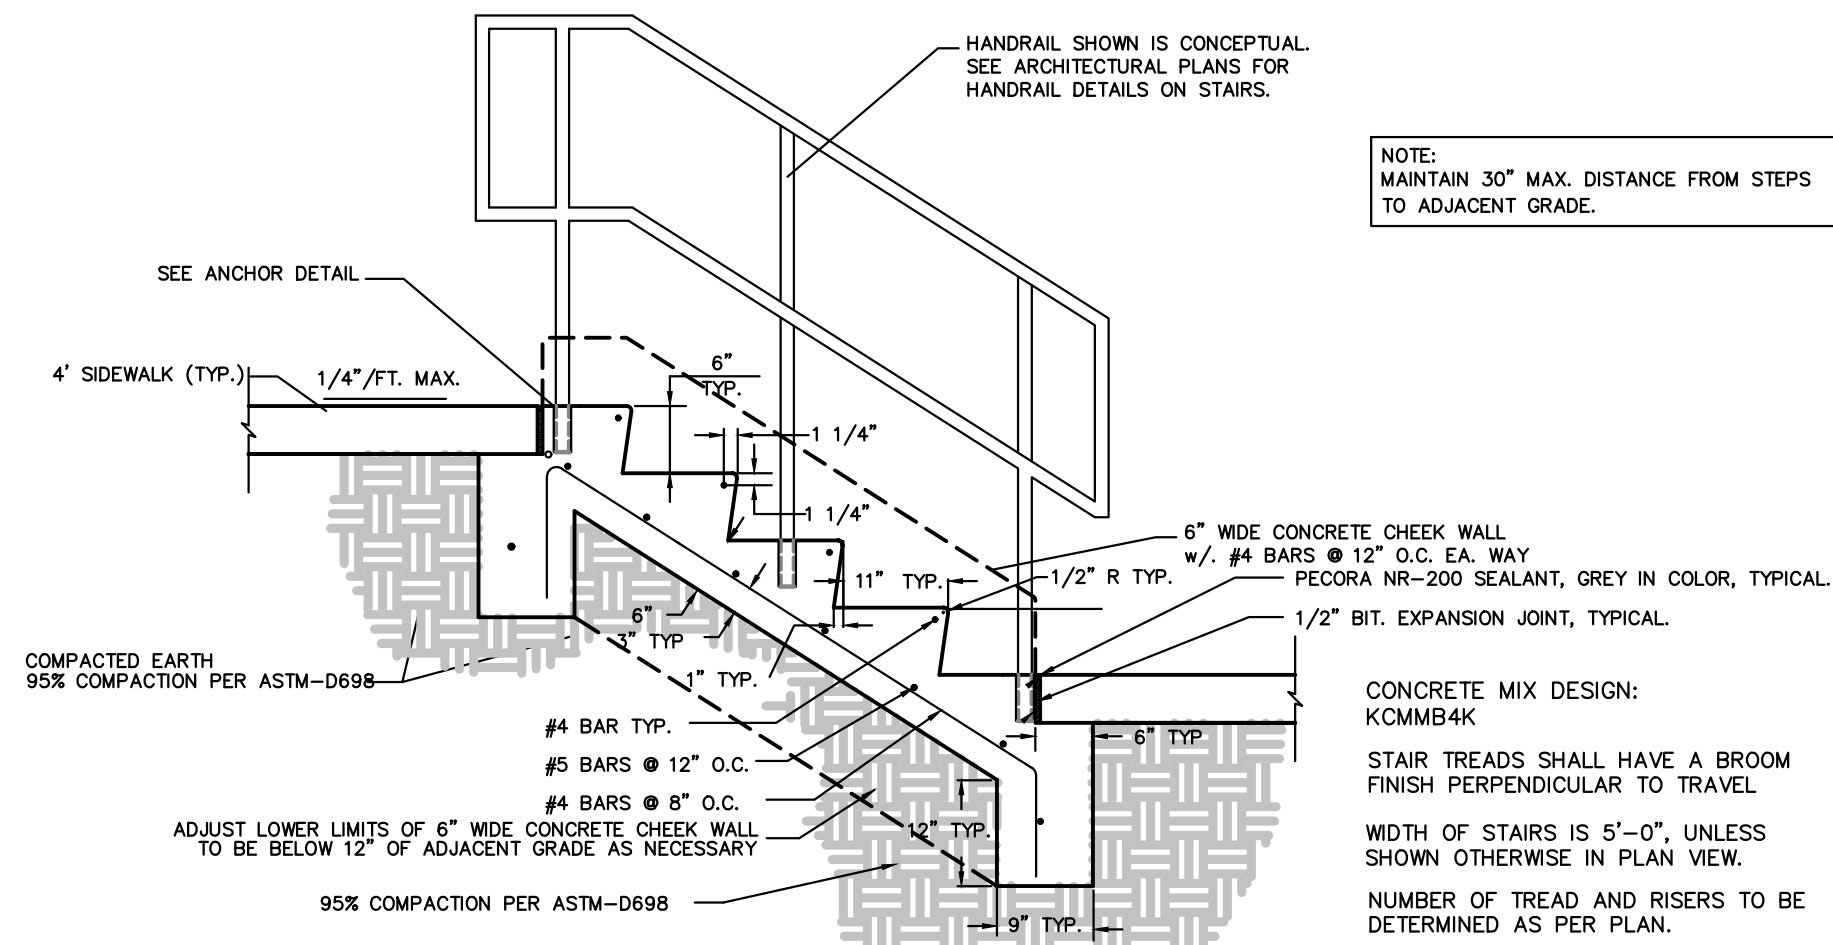 HANDRAIL SHOWN IS CONCEPTUAL.
SEE ARCHITECTURAL PLANS FOR
HANDRAIL DETAILS ON STAIRS.
NOTE:
MAINTAIN 30" MAX. DISTANCE FROM STEPS
TO ADJACENT GRADE.
SEE ANCHOR DETAIL
4' SIDEWALK (TYP.)
1/4"/FT. MAX.
6"
TYP.
1 1/4"
1 1/4"
6" WIDE CONCRETE CHEEK WALL
w/. #4 BARS @ 12" O.C. EA. WAY
11" TYP.
1/2" R TYP.
PECORA NR-200 SEALANT, GREY IN COLOR, TYPICAL.
1/2" BIT. EXPANSION JOINT, TYPICAL.
6"
3" TYP
COMPACTED EARTH
95% COMPACTION PER ASTM-D698
1" TYP.
#4 BAR TYP.
#5 BARS @ 12" O.C.
#4 BARS @ 8" O.C.
6" TYP
ADJUST LOWER LIMITS OF 6" WIDE CONCRETE CHEEK WALL
TO BE BELOW 12" OF ADJACENT GRADE AS NECESSARY
12" TYP.
95% COMPACTION PER ASTM-D698
9" TYP.
CONCRETE MIX DESIGN:
KCMMB4K
STAIR TREADS SHALL HAVE A BROOM
FINISH PERPENDICULAR TO TRAVEL
WIDTH OF STAIRS IS 5'-0", UNLESS
SHOWN OTHERWISE IN PLAN VIEW.
NUMBER OF TREAD AND RISERS TO BE
DETERMINED AS PER PLAN.